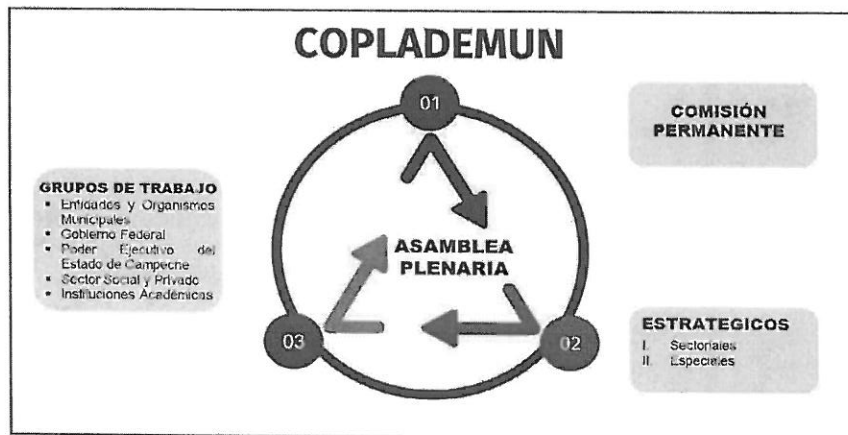 COPLADEMUN
01
COMISIÓN
PERMANENTE
GRUPOS DE TRABAJO
• Entidades y Organismos
Municipales
• Gobierno Federal
• Poder Ejecutivo del
Estado de Campeche
• Sector Social y Privado
• Instituciones Académicas
ASAMBLEA
PLENARIA
03
02
ESTRATEGICOS
I. Sectoriales
II. Especiales